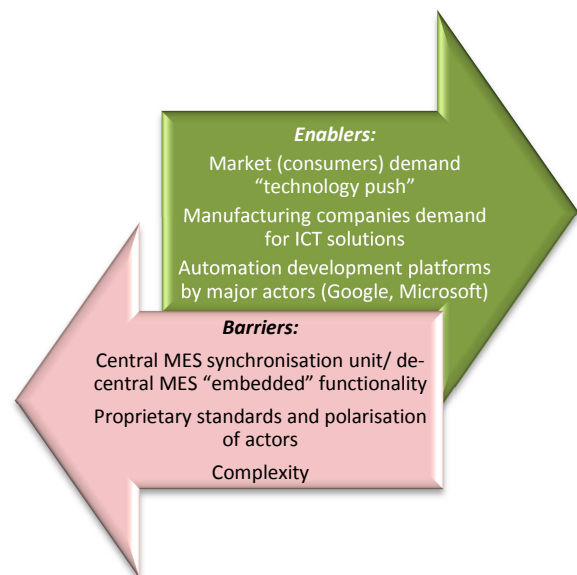 Enablers:
Market (consumers) demand
“technology push”
Manufacturing companies demand
for ICT solutions
Automation development platforms
by major actors (Google, Microsoft)
Barriers:
Central MES synchronisation unit/ de-
central MES “embedded” functionality
Proprietary standards and polarisation
of actors
Complexity